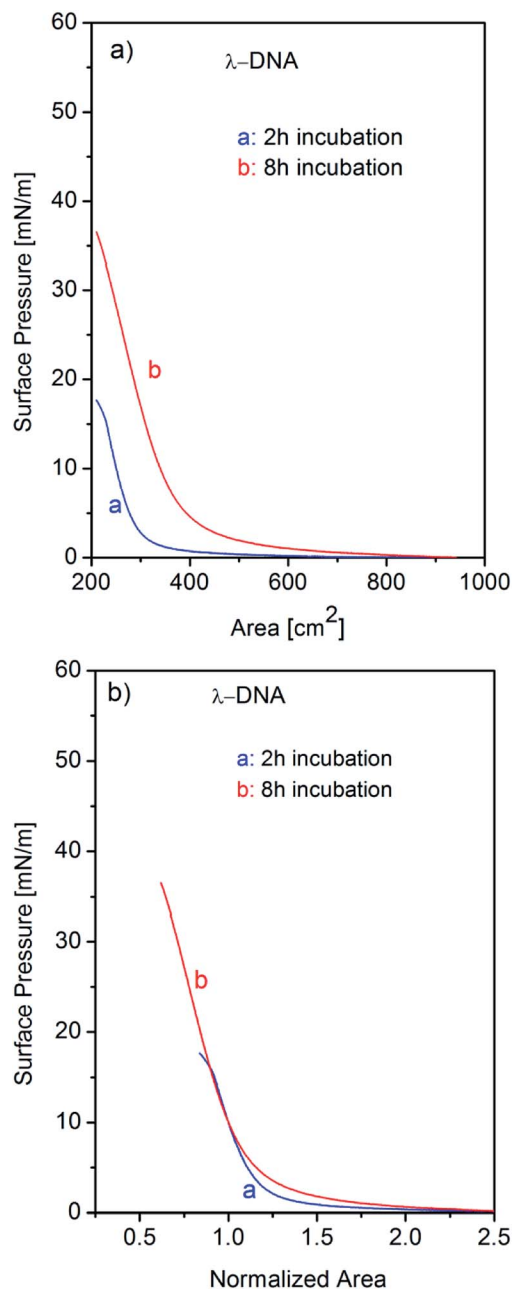 a)
λ–DNA
a: 2h incubation
b: 8h incubation
Surface Pressure [mN/m]
60
50
40
30
20
10
0
b
a
200 400 600 800 1000
Area [cm²]
b)
λ–DNA
a: 2h incubation
b: 8h incubation
Surface Pressure [mN/m]
60
50
40
30
20
10
0
b
a
0.5 1.0 1.5 2.0 2.5
Normalized Area